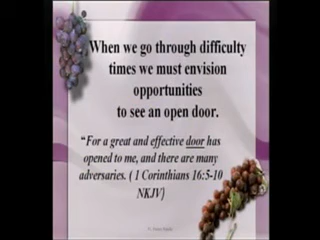 When we go through difficulty
times we must envision
opportunities
to see an open door.
"For a great and effective door has
opened to me, and there are many
adversaries. ( 1 Corinthians 16:5-10
NKJV}